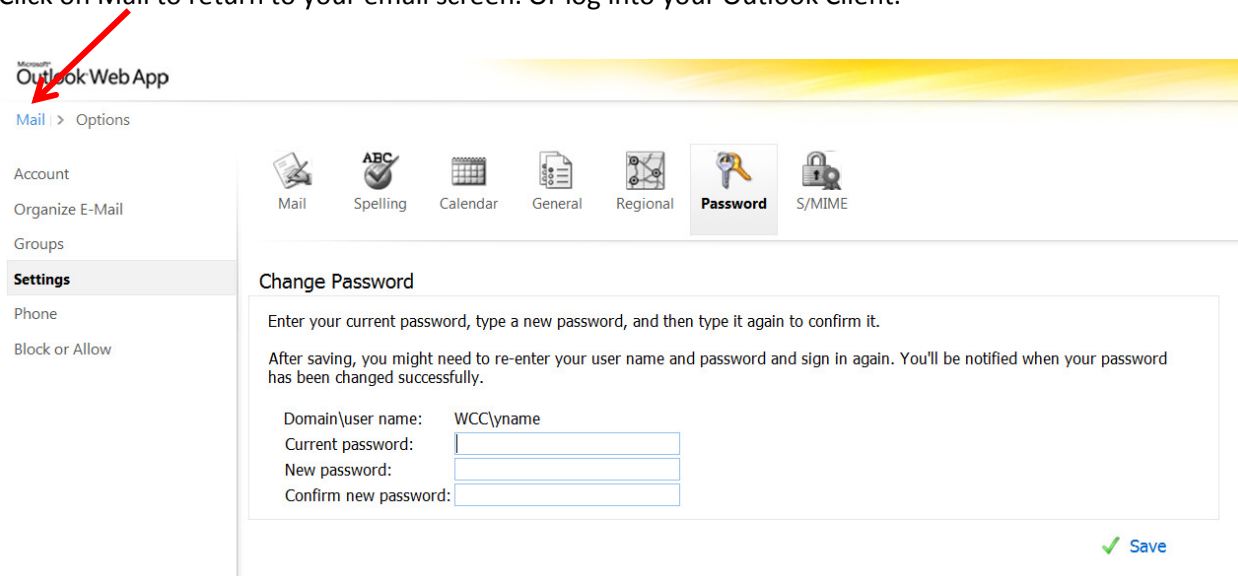 Click on Mail to return to your email screen. Or log into your Outlook Client.
Microsoft®
Outlook Web App
Mail > Options
Account
Organize E-Mail
Groups
Settings
Phone
Block or Allow
ABC
Mail Spelling Calendar General Regional Password S/MIME
Change Password
Enter your current password, type a new password, and then type it again to confirm it.
After saving, you might need to re-enter your user name and password and sign in again. You'll be notified when your password
has been changed successfully.
Domain\user name: WCC\yname
Current password:
New password:
Confirm new password:
Save